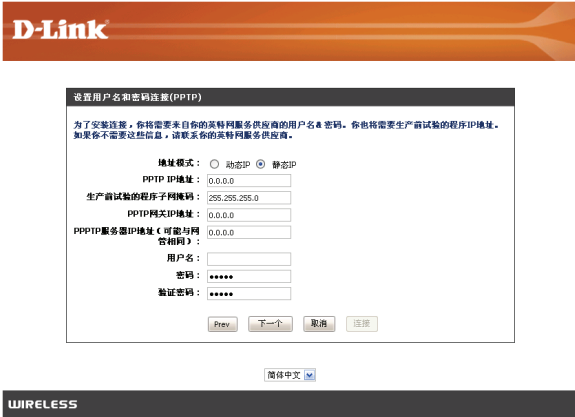 D-Link
设置用户名和密码连接(PPTP)
为了安装连接，你将需要来自你的英特网服务供应商的用户名& 密码。你也将需要生产前试验的程序IP地址。
如果你不需要这些信息，请联系你的英特网服务供应商。
地址模式： 动态IP 静态IP
PPTP IP地址： 0.0.0.0
生产前试验的程序子网掩码： 255.255.255.0
PPTP网关IP地址： 0.0.0.0
PPPTP服务器IP地址（可能与网 0.0.0.0
管相同）：
用户名：
密码： •••••
验证密码： •••••
Prev 下一个 取消 连接
简体中文
WIRELESS